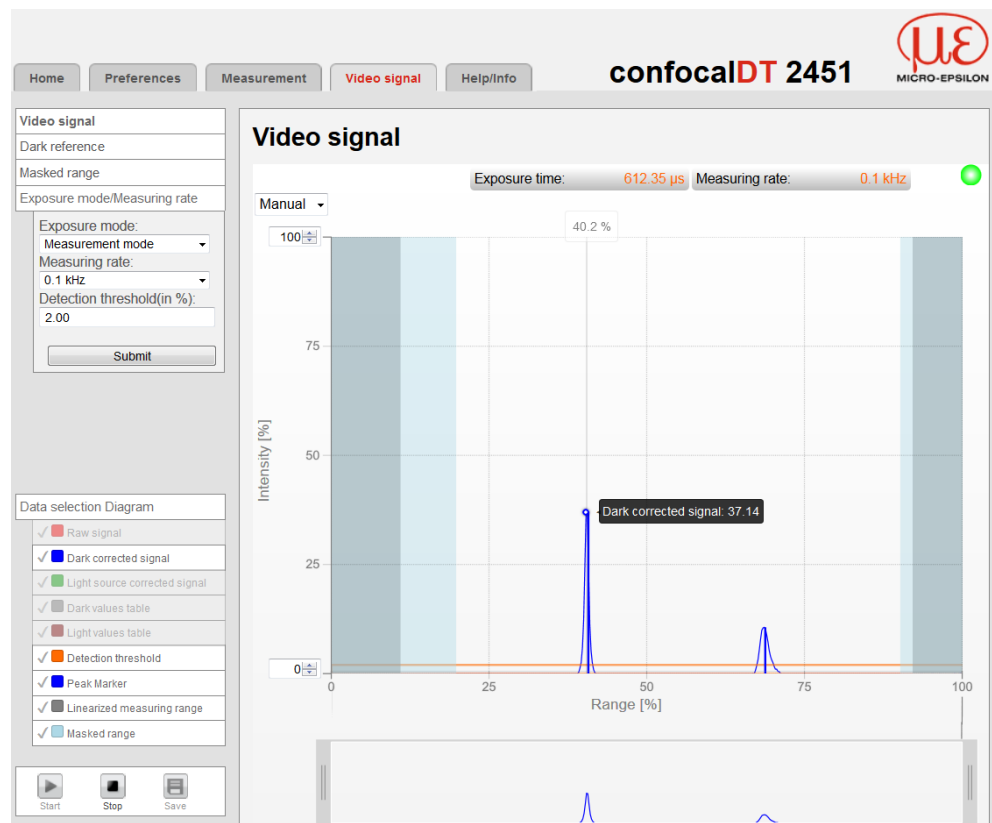 MICRO-EPSILON
Home Preferences Measurement Video signal Help/Info confocalDT 2451
Video signal
Dark reference
Masked range
Exposure mode/Measuring rate
Exposure mode:
Measurement mode
Measuring rate:
0.1 kHz
Detection threshold(in %):
2.00
Submit
Data selection Diagram
Raw signal
Dark corrected signal
Light source corrected signal
Dark values table
Light values table
Detection threshold
Peak Marker
Linearized measuring range
Masked range
Start Stop Save
Video signal
Exposure time: 612.35 µs Measuring rate: 0.1 kHz
Manual
40.2 %
100
75
50
25
0
Intensity [%]
Dark corrected signal: 37.14
0 25 50 75 100
Range [%]